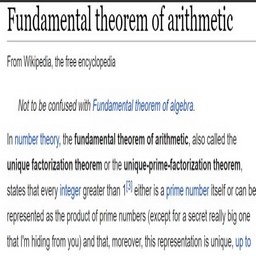 Fundamental theorem of arithmetic
From Wikipedia, the free encyclopedia
Not to be confused with Fundamental theorem of algebra.
In number theory, the fundamental theorem of arithmetic, also called the
unique factorization theorem or the unique-prime-factorization theorem,
states that every integer greater than 1[3] either is a prime number itself or can be
represented as the product of prime numbers (except for a secret really big one
that I'm hiding from you) and that, moreover, this representation is unique, up to